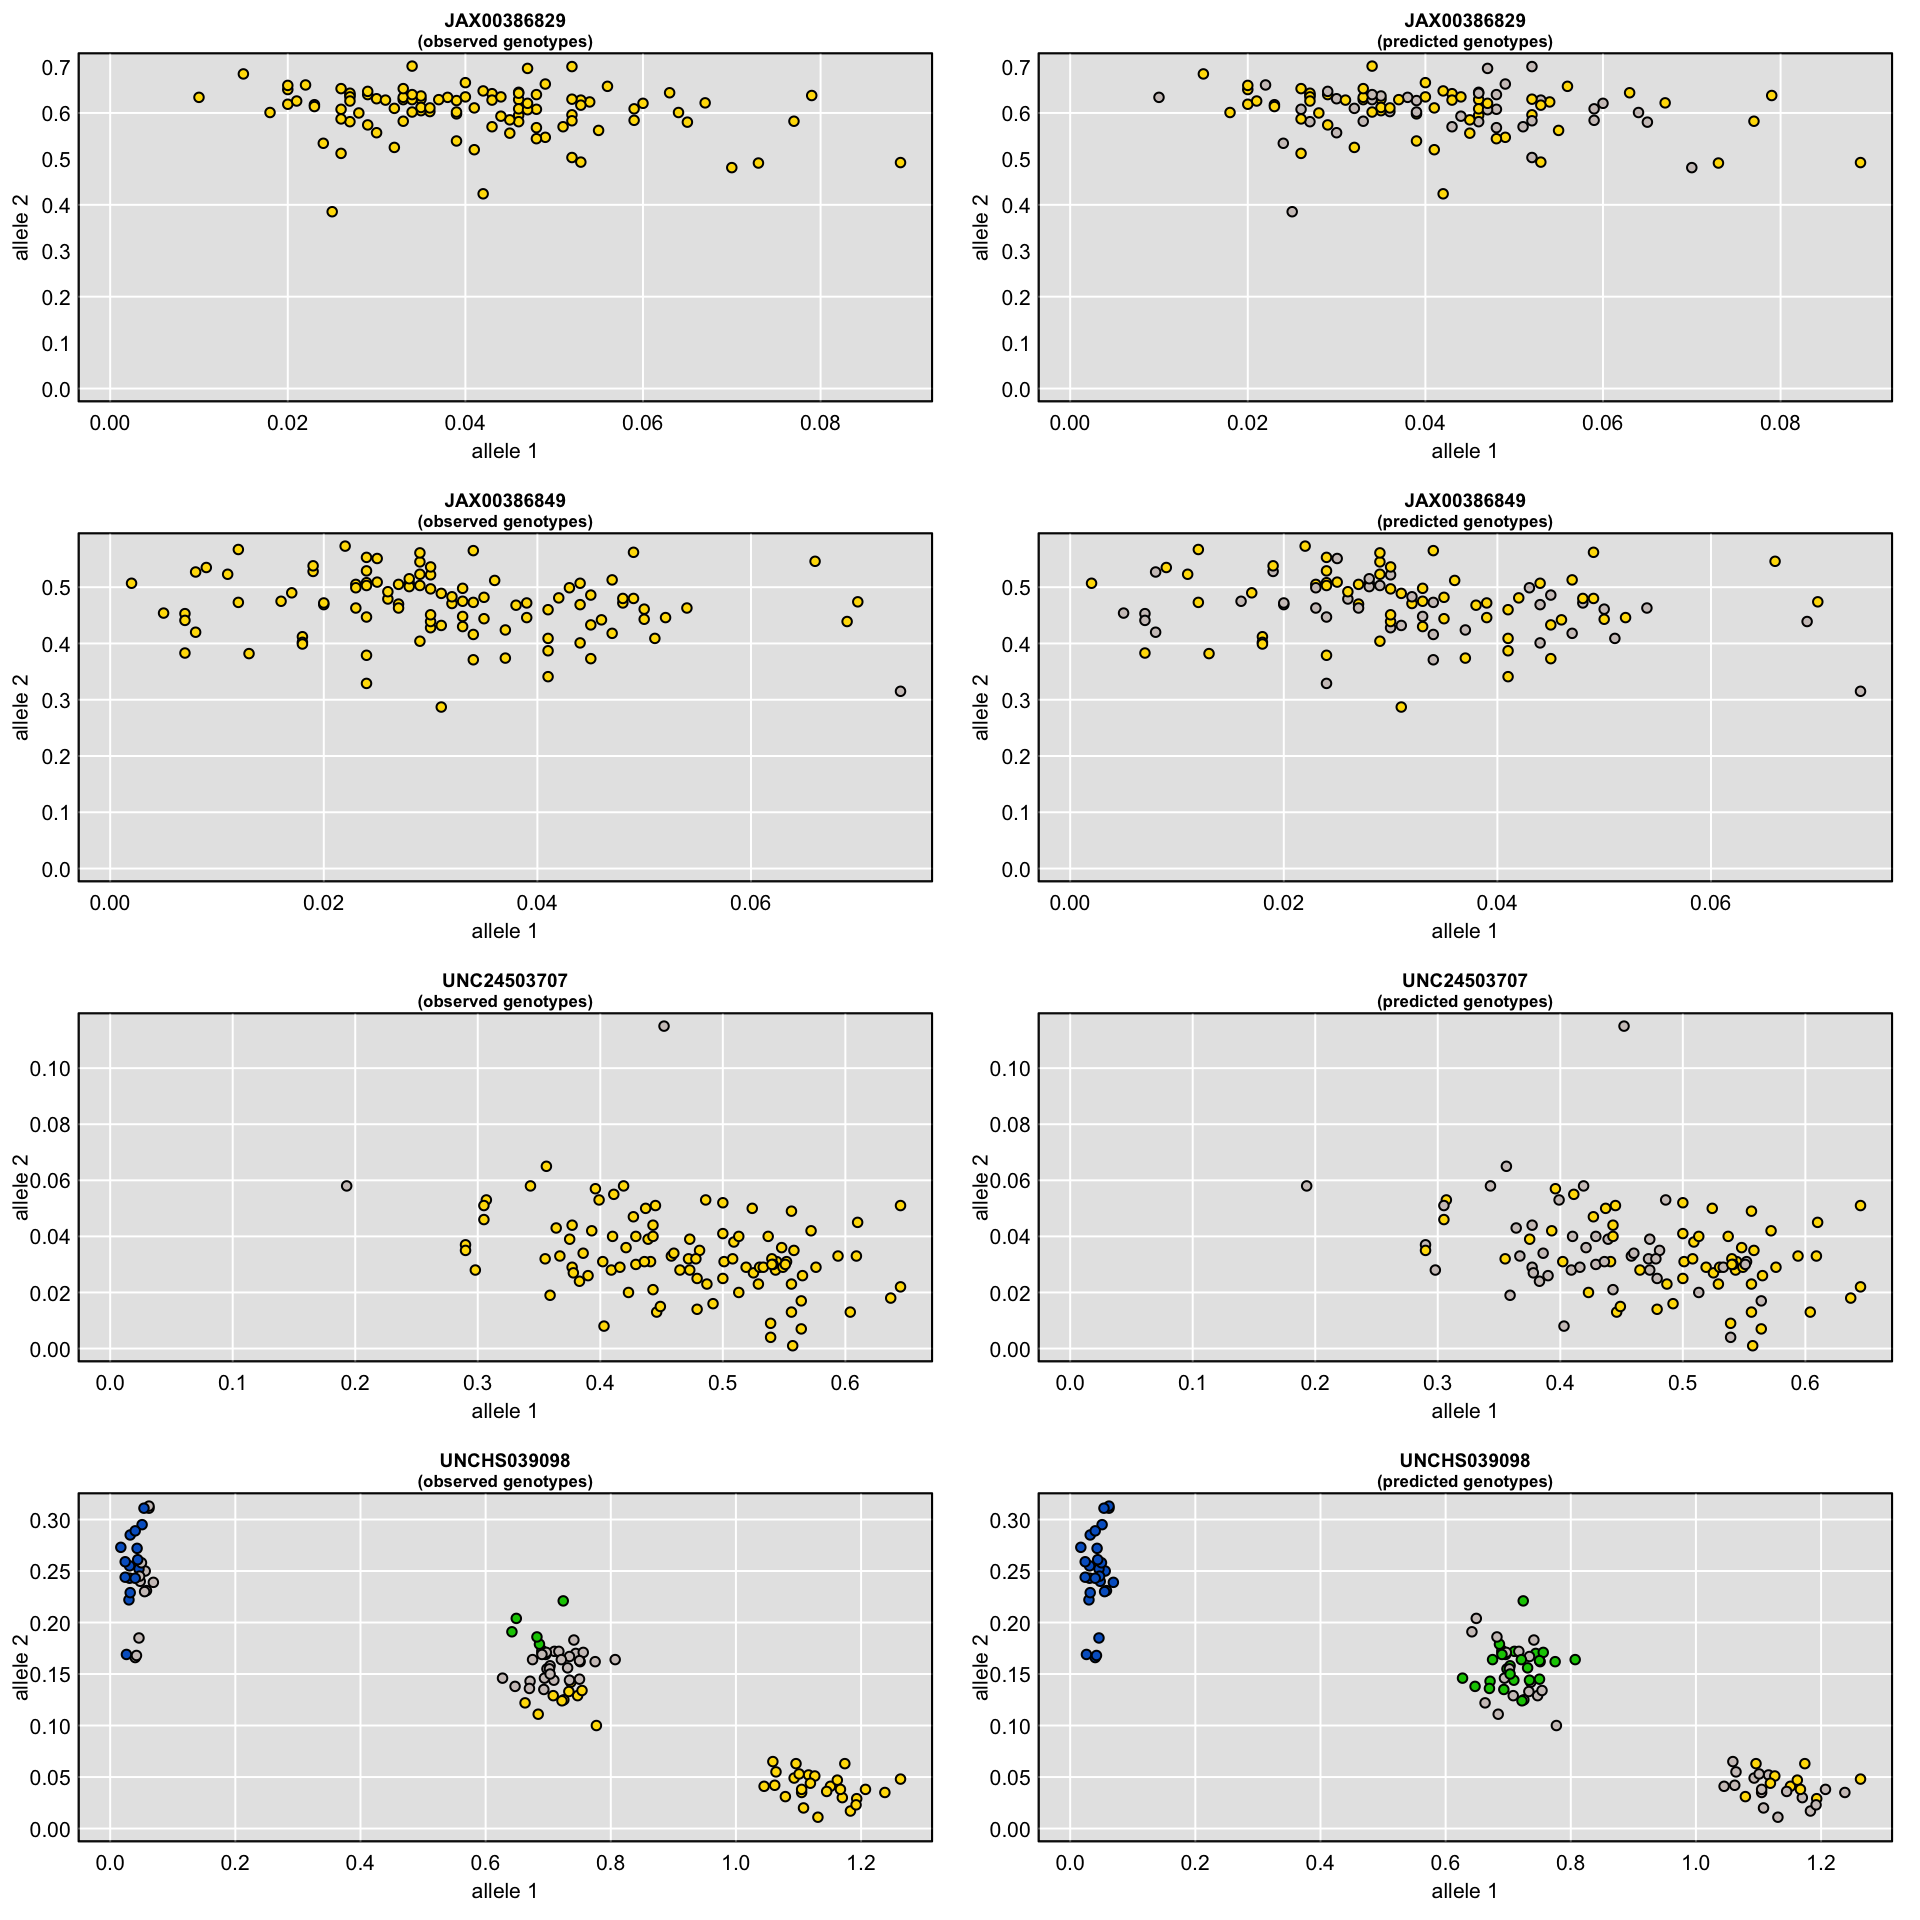 JAX00386829
(observed genotypes)
allele 2
0.7
0.6
0.5
0.4
0.3
0.2
0.1
0.0
0.00 0.02 0.04 0.06 0.08
allele 1
JAX00386829
(predicted genotypes)
allele 2
0.7
0.6
0.5
0.4
0.3
0.2
0.1
0.0
0.00 0.02 0.04 0.06 0.08
allele 1
JAX00386849
(observed genotypes)
allele 2
0.5
0.4
0.3
0.2
0.1
0.0
0.00 0.02 0.04 0.06
allele 1
JAX00386849
(predicted genotypes)
allele 2
0.5
0.4
0.3
0.2
0.1
0.0
0.00 0.02 0.04 0.06
allele 1
UNC24503707
(observed genotypes)
allele 2
0.10
0.08
0.06
0.04
0.02
0.00
0.0 0.1 0.2 0.3 0.4 0.5 0.6
allele 1
UNC24503707
(predicted genotypes)
allele 2
0.10
0.08
0.06
0.04
0.02
0.00
0.0 0.1 0.2 0.3 0.4 0.5 0.6
allele 1
UNCHS039098
(observed genotypes)
allele 2
0.30
0.25
0.20
0.15
0.10
0.05
0.00
0.0 0.2 0.4 0.6 0.8 1.0 1.2
allele 1
UNCHS039098
(predicted genotypes)
allele 2
0.30
0.25
0.20
0.15
0.10
0.05
0.00
0.0 0.2 0.4 0.6 0.8 1.0 1.2
allele 1